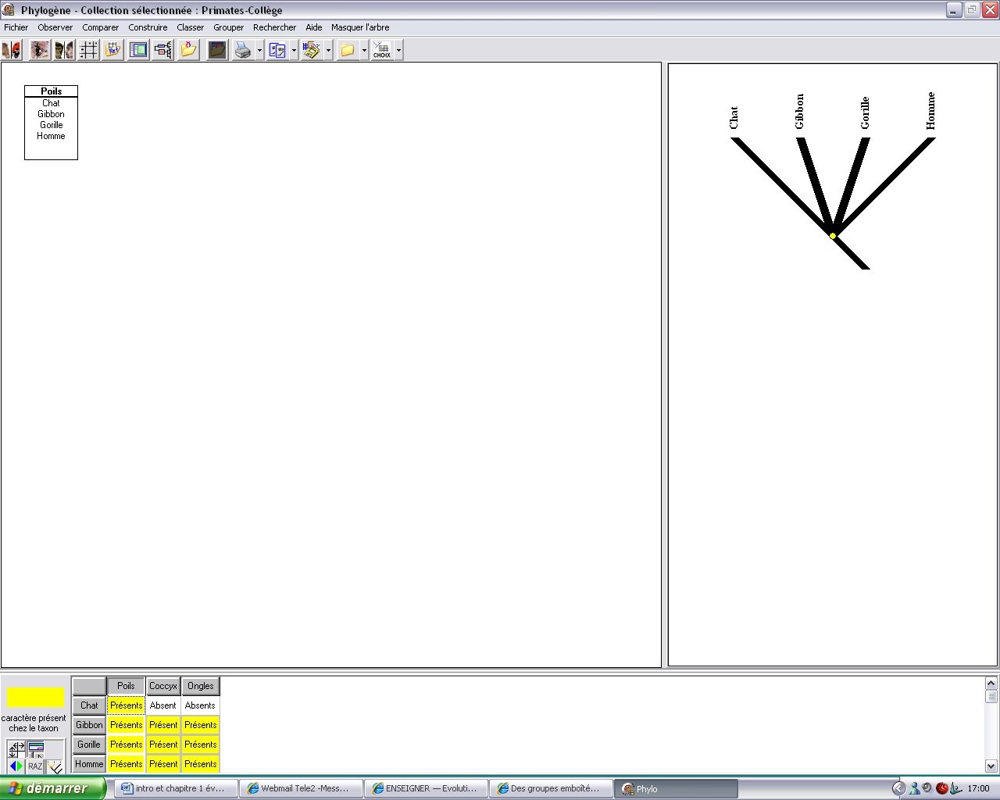 Phylogène - Collection sélectionnée : Primates-Collège
Fichier Observer Comparer Construire Classer Grouper Rechercher Aide Masquer l'arbre
CHOIX
Poils
Chat
Gibbon
Gorille
Homme
Chat Gibbon Gorille Homme
caractère présent
chez le taxon
RAZ
Poils Coccyx Ongles
Chat Présents Absent Absents
Gibbon Présents Présent Présents
Gorille Présents Présent Présents
Homme Présents Présent Présents
démarrer intro et chapitre 1 év... Webmail Tele2 -Mess... ENSEIGNER — Evoluti... Des groupes emboîté... Phylo 17:00